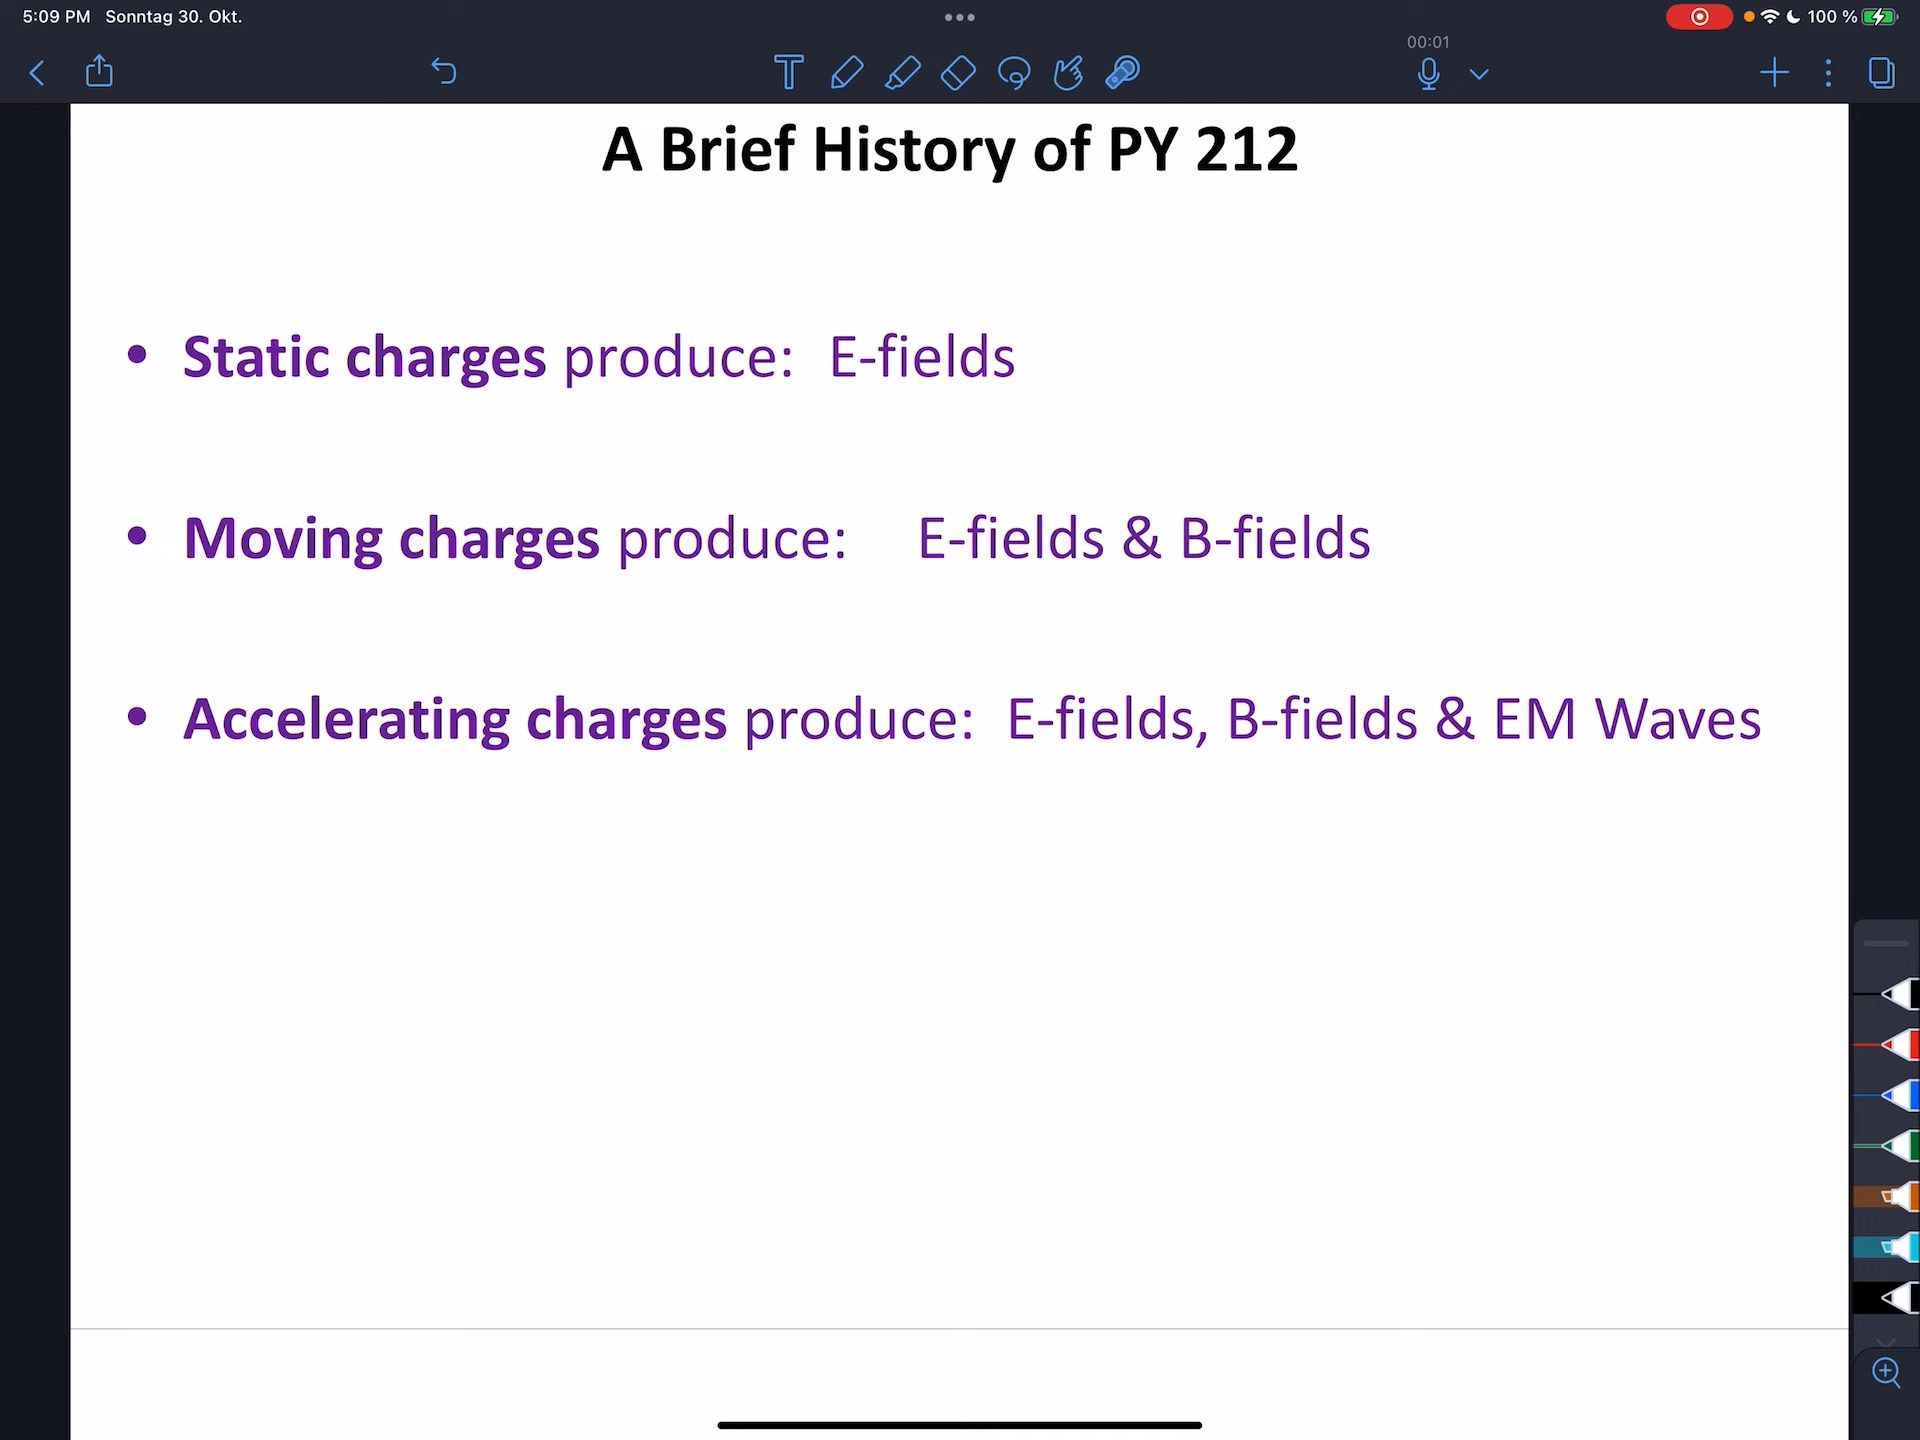 5:09 PM Sonntag 30. Okt.
100 %
00:01
A Brief History of PY 212
• Static charges produce: E-fields
• Moving charges produce: E-fields & B-fields
• Accelerating charges produce: E-fields, B-fields & EM Waves